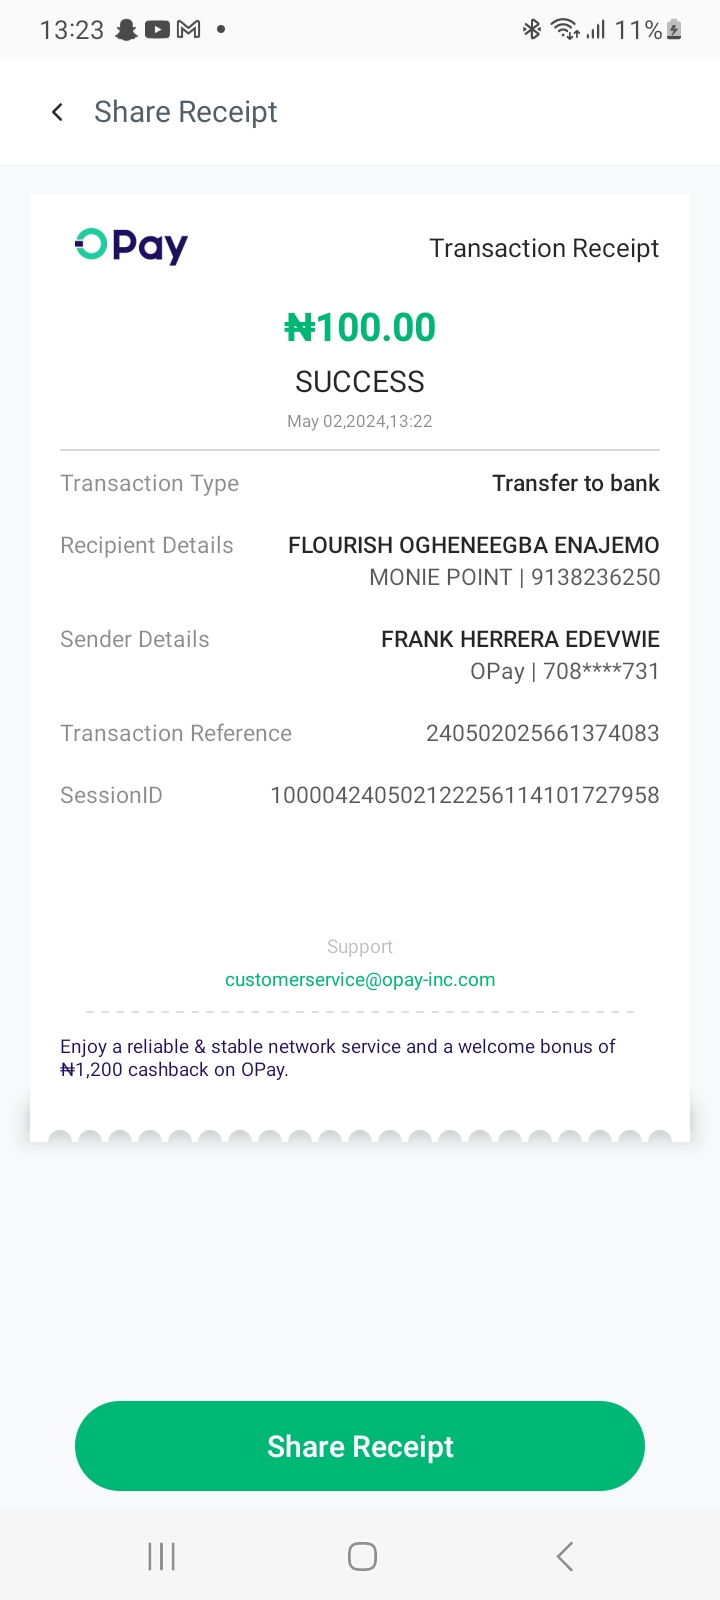 13:23 11%
Share Receipt
OPay Transaction Receipt
₦100.00
SUCCESS
May 02,2024,13:22
Transaction Type Transfer to bank
Recipient Details FLOURISH OGHENEEGBA ENAJEMO
MONIE POINT | 9138236250
Sender Details FRANK HERRERA EDEVWIE
OPay | 708****731
Transaction Reference 240502025661374083
SessionID 100004240502122256114101727958
Support
customerservice@opay-inc.com
Enjoy a reliable & stable network service and a welcome bonus of
₦1,200 cashback on OPay.
Share Receipt